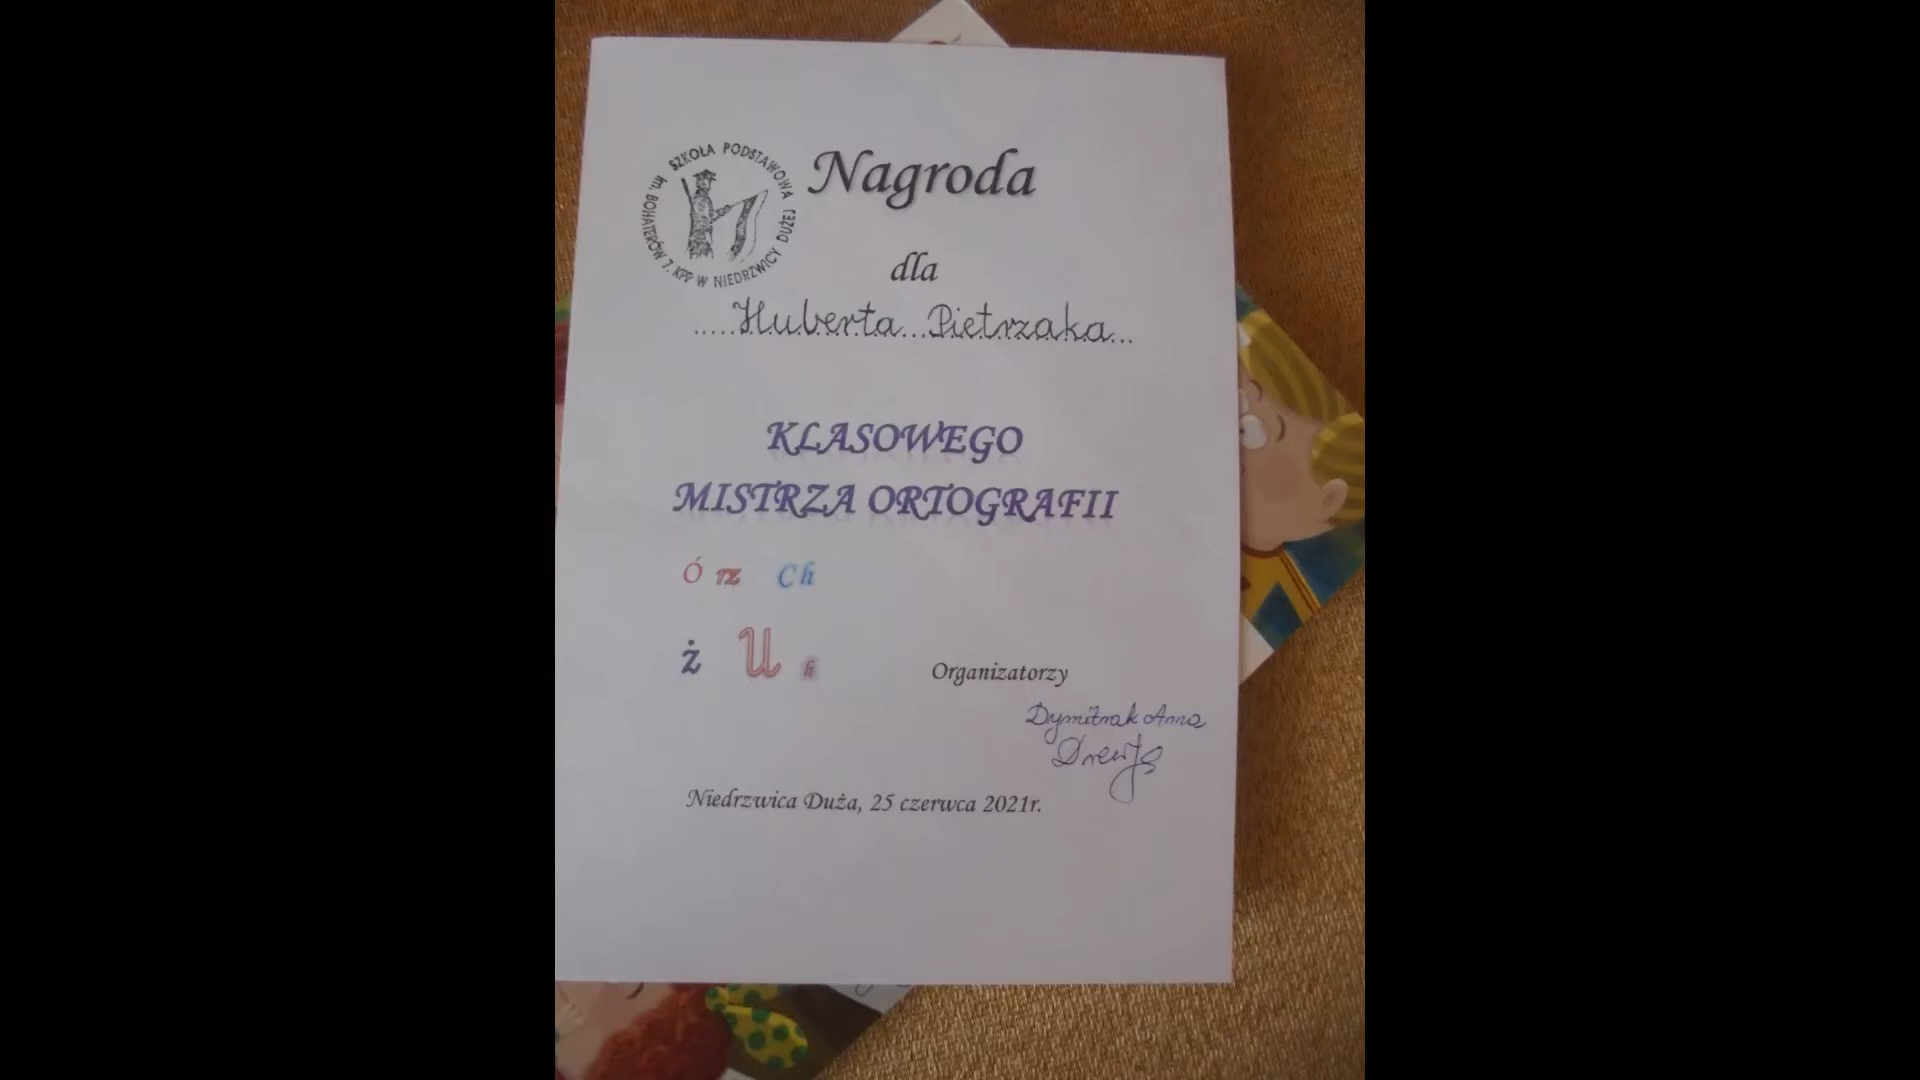 SZKOŁA PODSTAWOWA
im. BOHATERÓW 7. KPP W NIEDRZWICY DUŻEJ
Nagroda
dla
.....Huberta...Pietrzaka...
KLASOWEGO
MISTRZA ORTOGRAFII
Ó rz Ch
ż U h
Organizatorzy
Dymitrak Anna
Niedrzwica Duża, 25 czerwca 2021r.